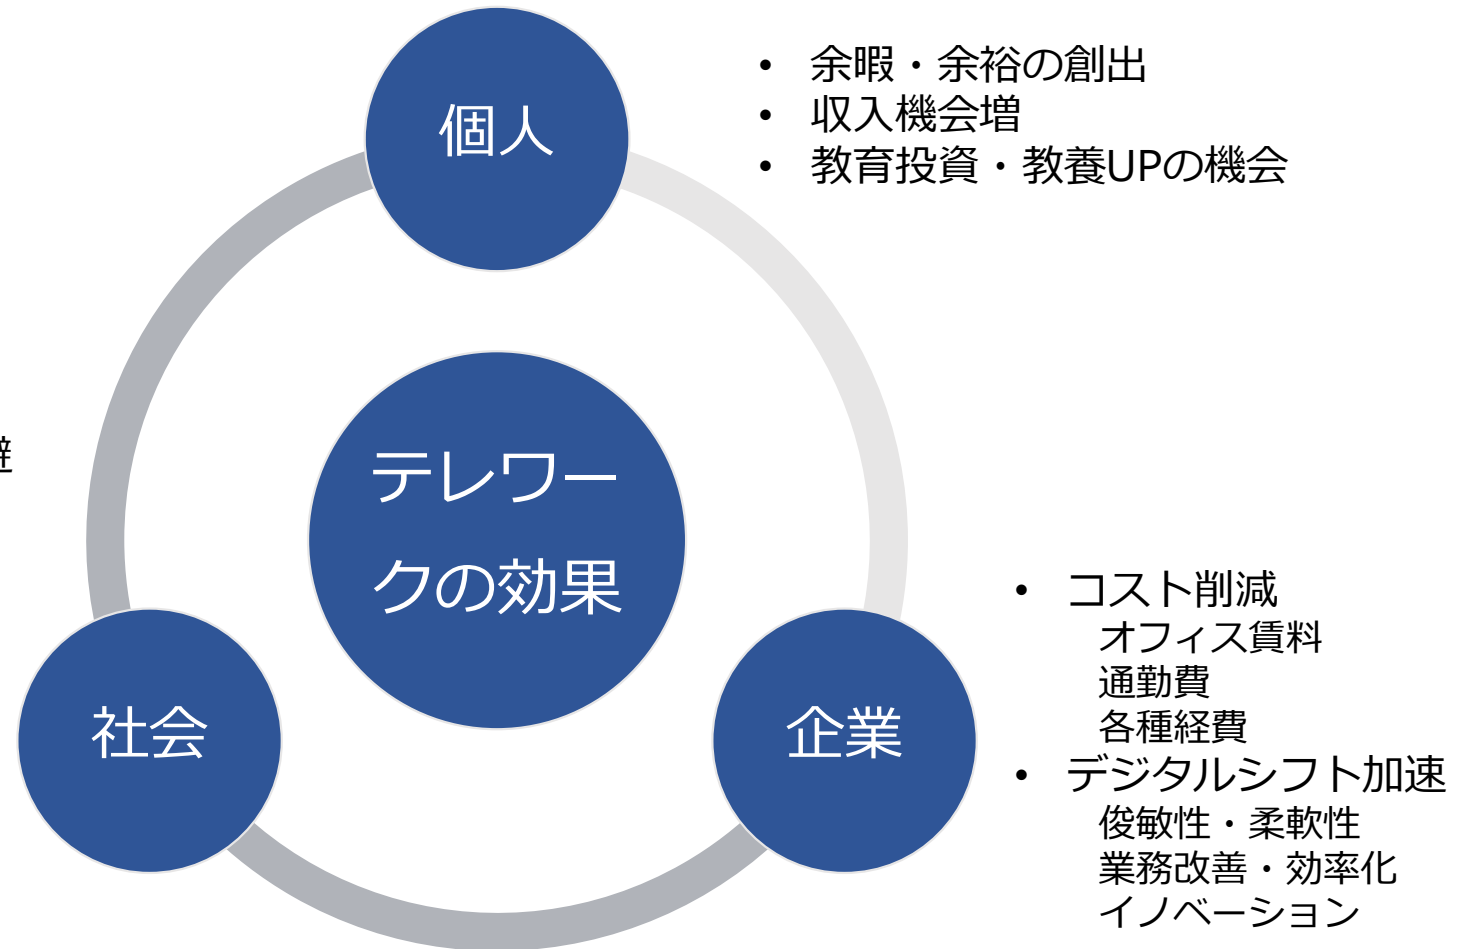 個人
• 余暇・余裕の創出
• 収入機会増
• 教育投資・教養UPの機会
テレワー
クの効果
社会
企業
• コスト削減
オフィス賃料
通勤費
各種経費
• デジタルシフト加速
俊敏性・柔軟性
業務改善・効率化
イノベーション